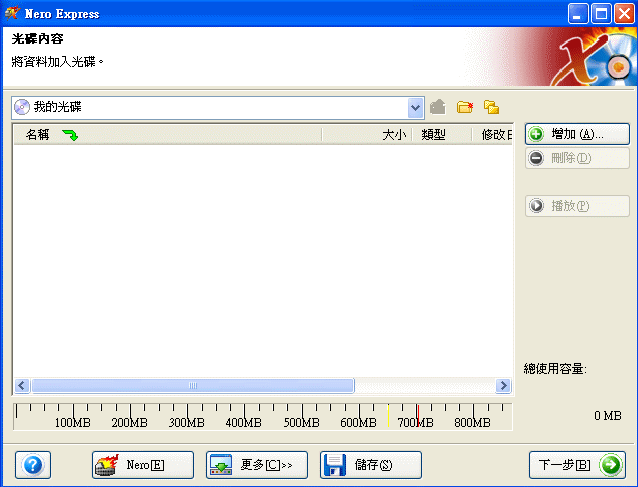 Nero Express
光碟內容
將資料加入光碟。
我的光碟
名稱 大小 類型 修改日
增加 (A)...
刪除(D)
播放(P)
總使用容量:
0 MB
100MB 200MB 300MB 400MB 500MB 600MB 700MB 800MB
Nero[E] 更多[C]>> 儲存(S) 下一步[B]